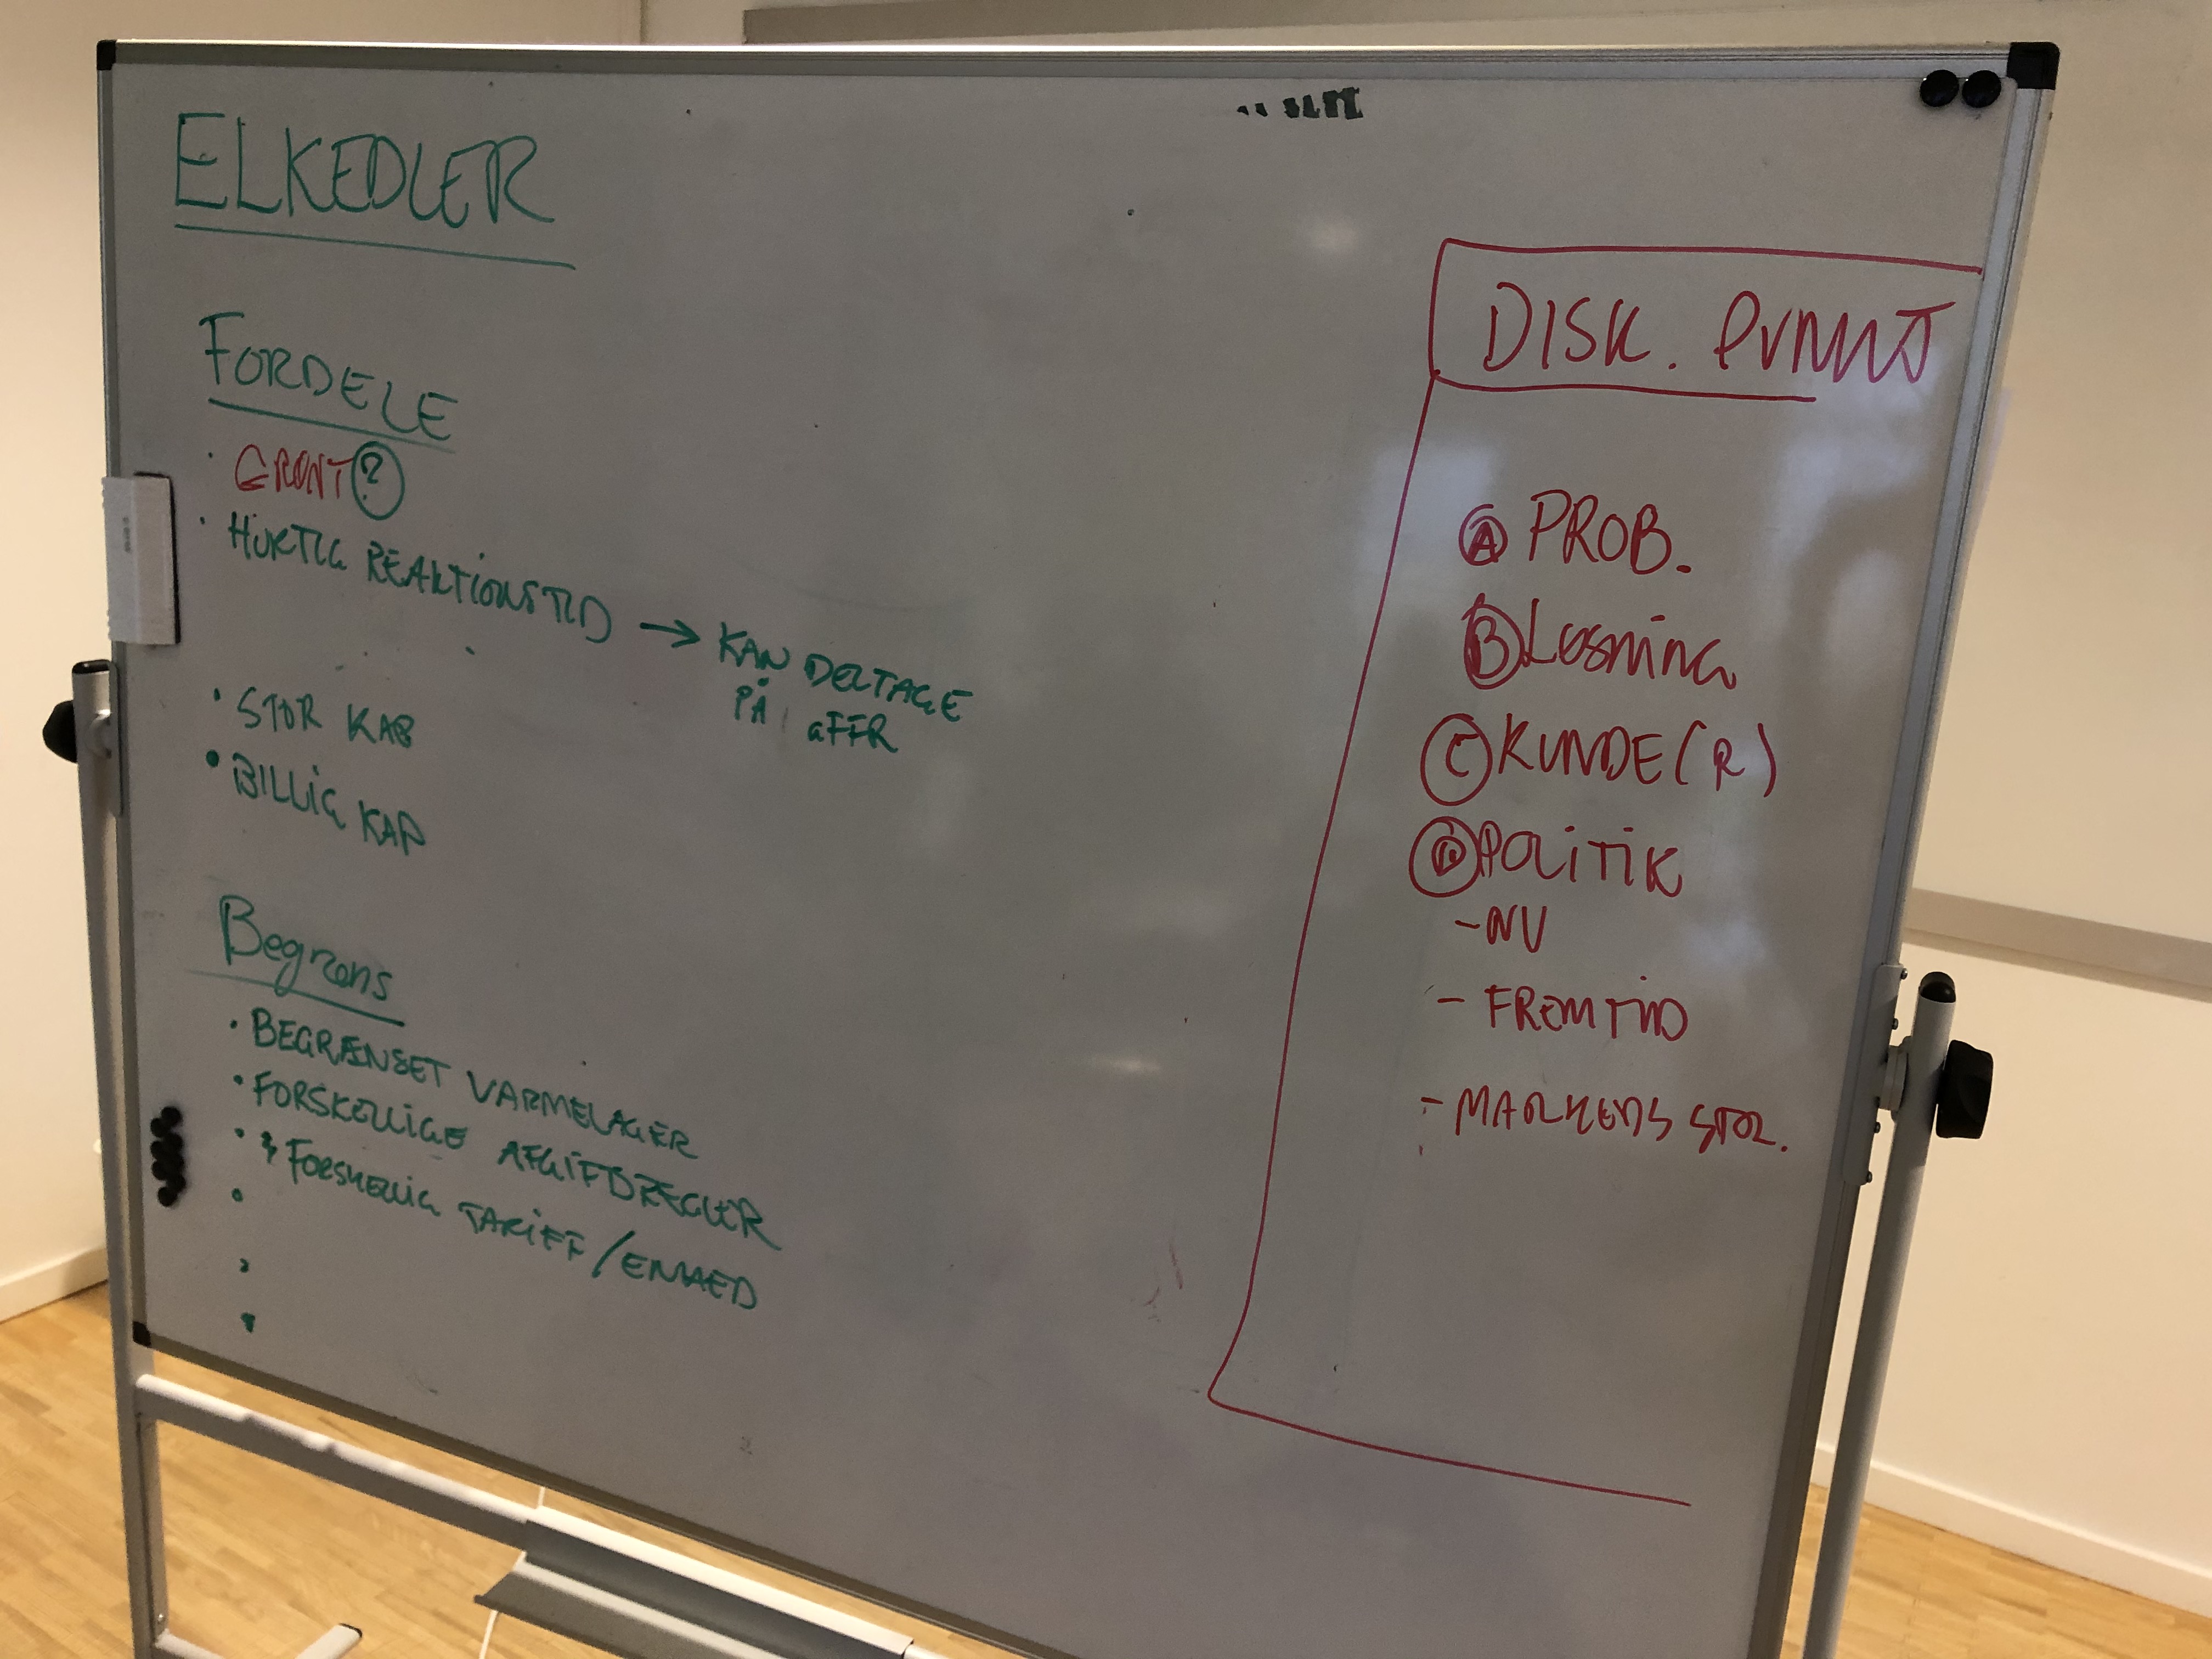 ELKEDLER
FORDELE
· GRØNT ?
· HURTIG REAKTIONSTID → KAN DELTAGE
PÅ aFFR
· STOR KAP
· BILLIG KAP
Begræns
· BEGRÆNSET VARMELAGER
· FORSKELLIGE AFGIFTSREGLER
· & FORSKELLIG TARIFF /
DISK. PUNKT
Ⓐ PROB.
Ⓑ LØSNING
Ⓒ KUNDE(R)
Ⓓ POLITIK
- NU
- FREMTID
- MARKEDS STØR.